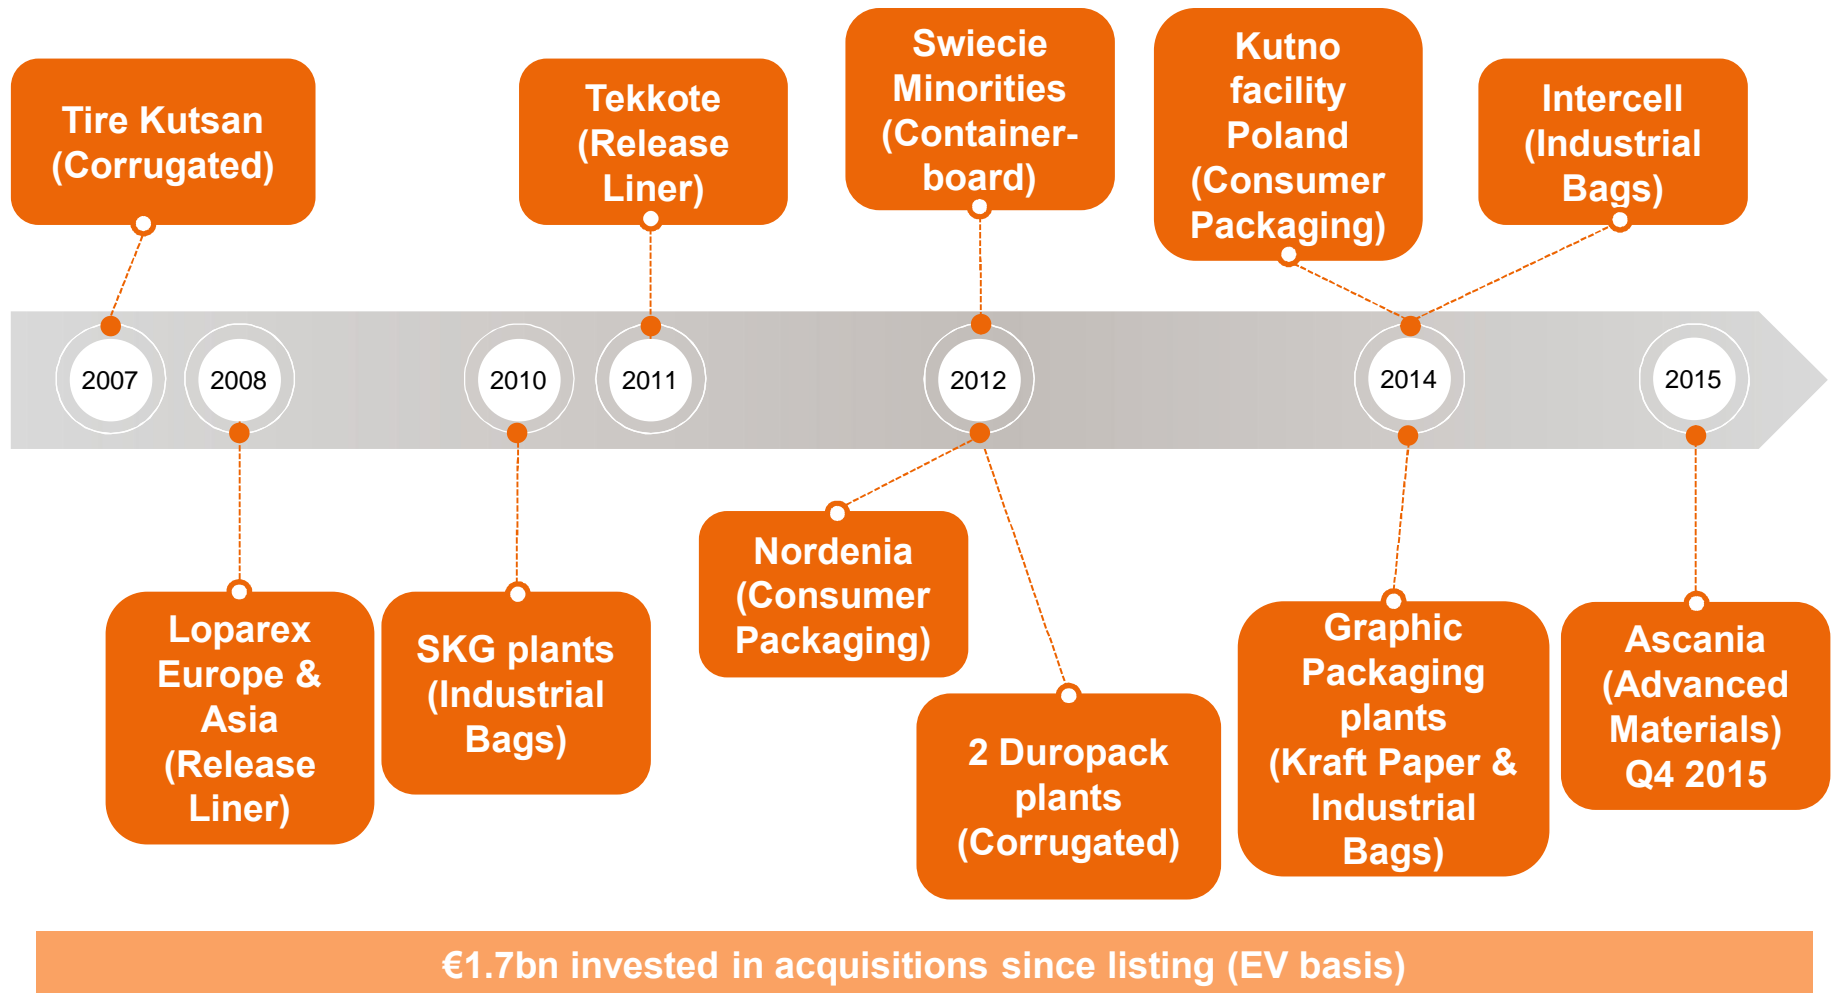 Tire Kutsan
(Corrugated)
Tekkote
(Release
Liner)
Swiecie
Minorities
(Container-
board)
Kutno
facility
Poland
(Consumer
Packaging)
Intercell
(Industrial
Bags)
2007
2008
2010
2011
2012
2014
2015
Loparex
Europe &
Asia
(Release
Liner)
SKG plants
(Industrial
Bags)
Nordenia
(Consumer
Packaging)
2 Duropack
plants
(Corrugated)
Graphic
Packaging
plants
(Kraft Paper &
Industrial
Bags)
Ascania
(Advanced
Materials)
Q4 2015
€1.7bn invested in acquisitions since listing (EV basis)